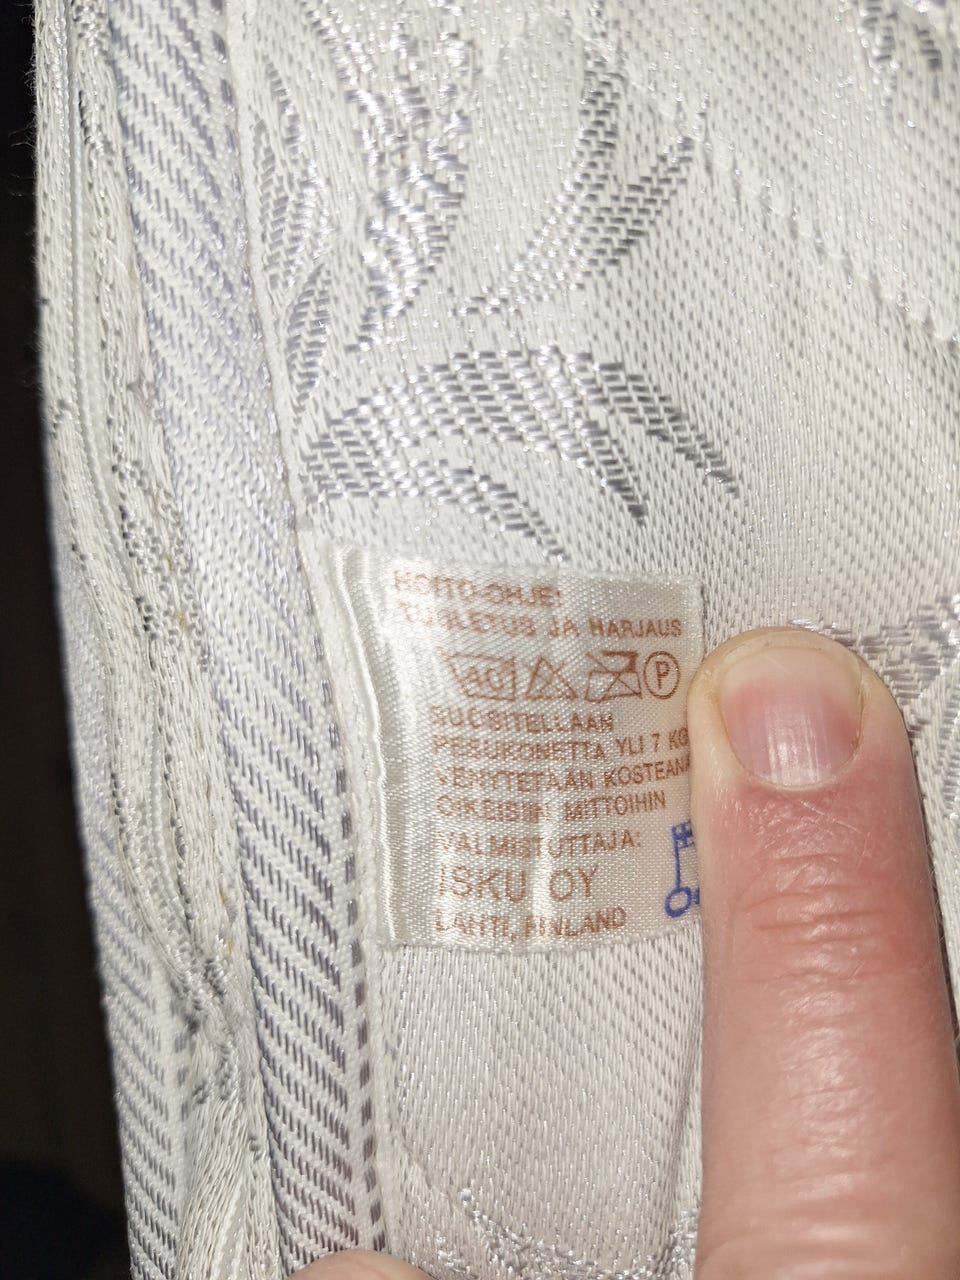 HOITO-OHJE:
TUULETUS JA HARJAUS
40 P
SUOSITELLAAN
PESUKONETTA YLI 7 KG
VENYTETÄÄN KOSTEANA
OIKEISIIN MITTOIHIN
VALMISTUTTAJA:
ISKU OY
LAHTI, FINLAND